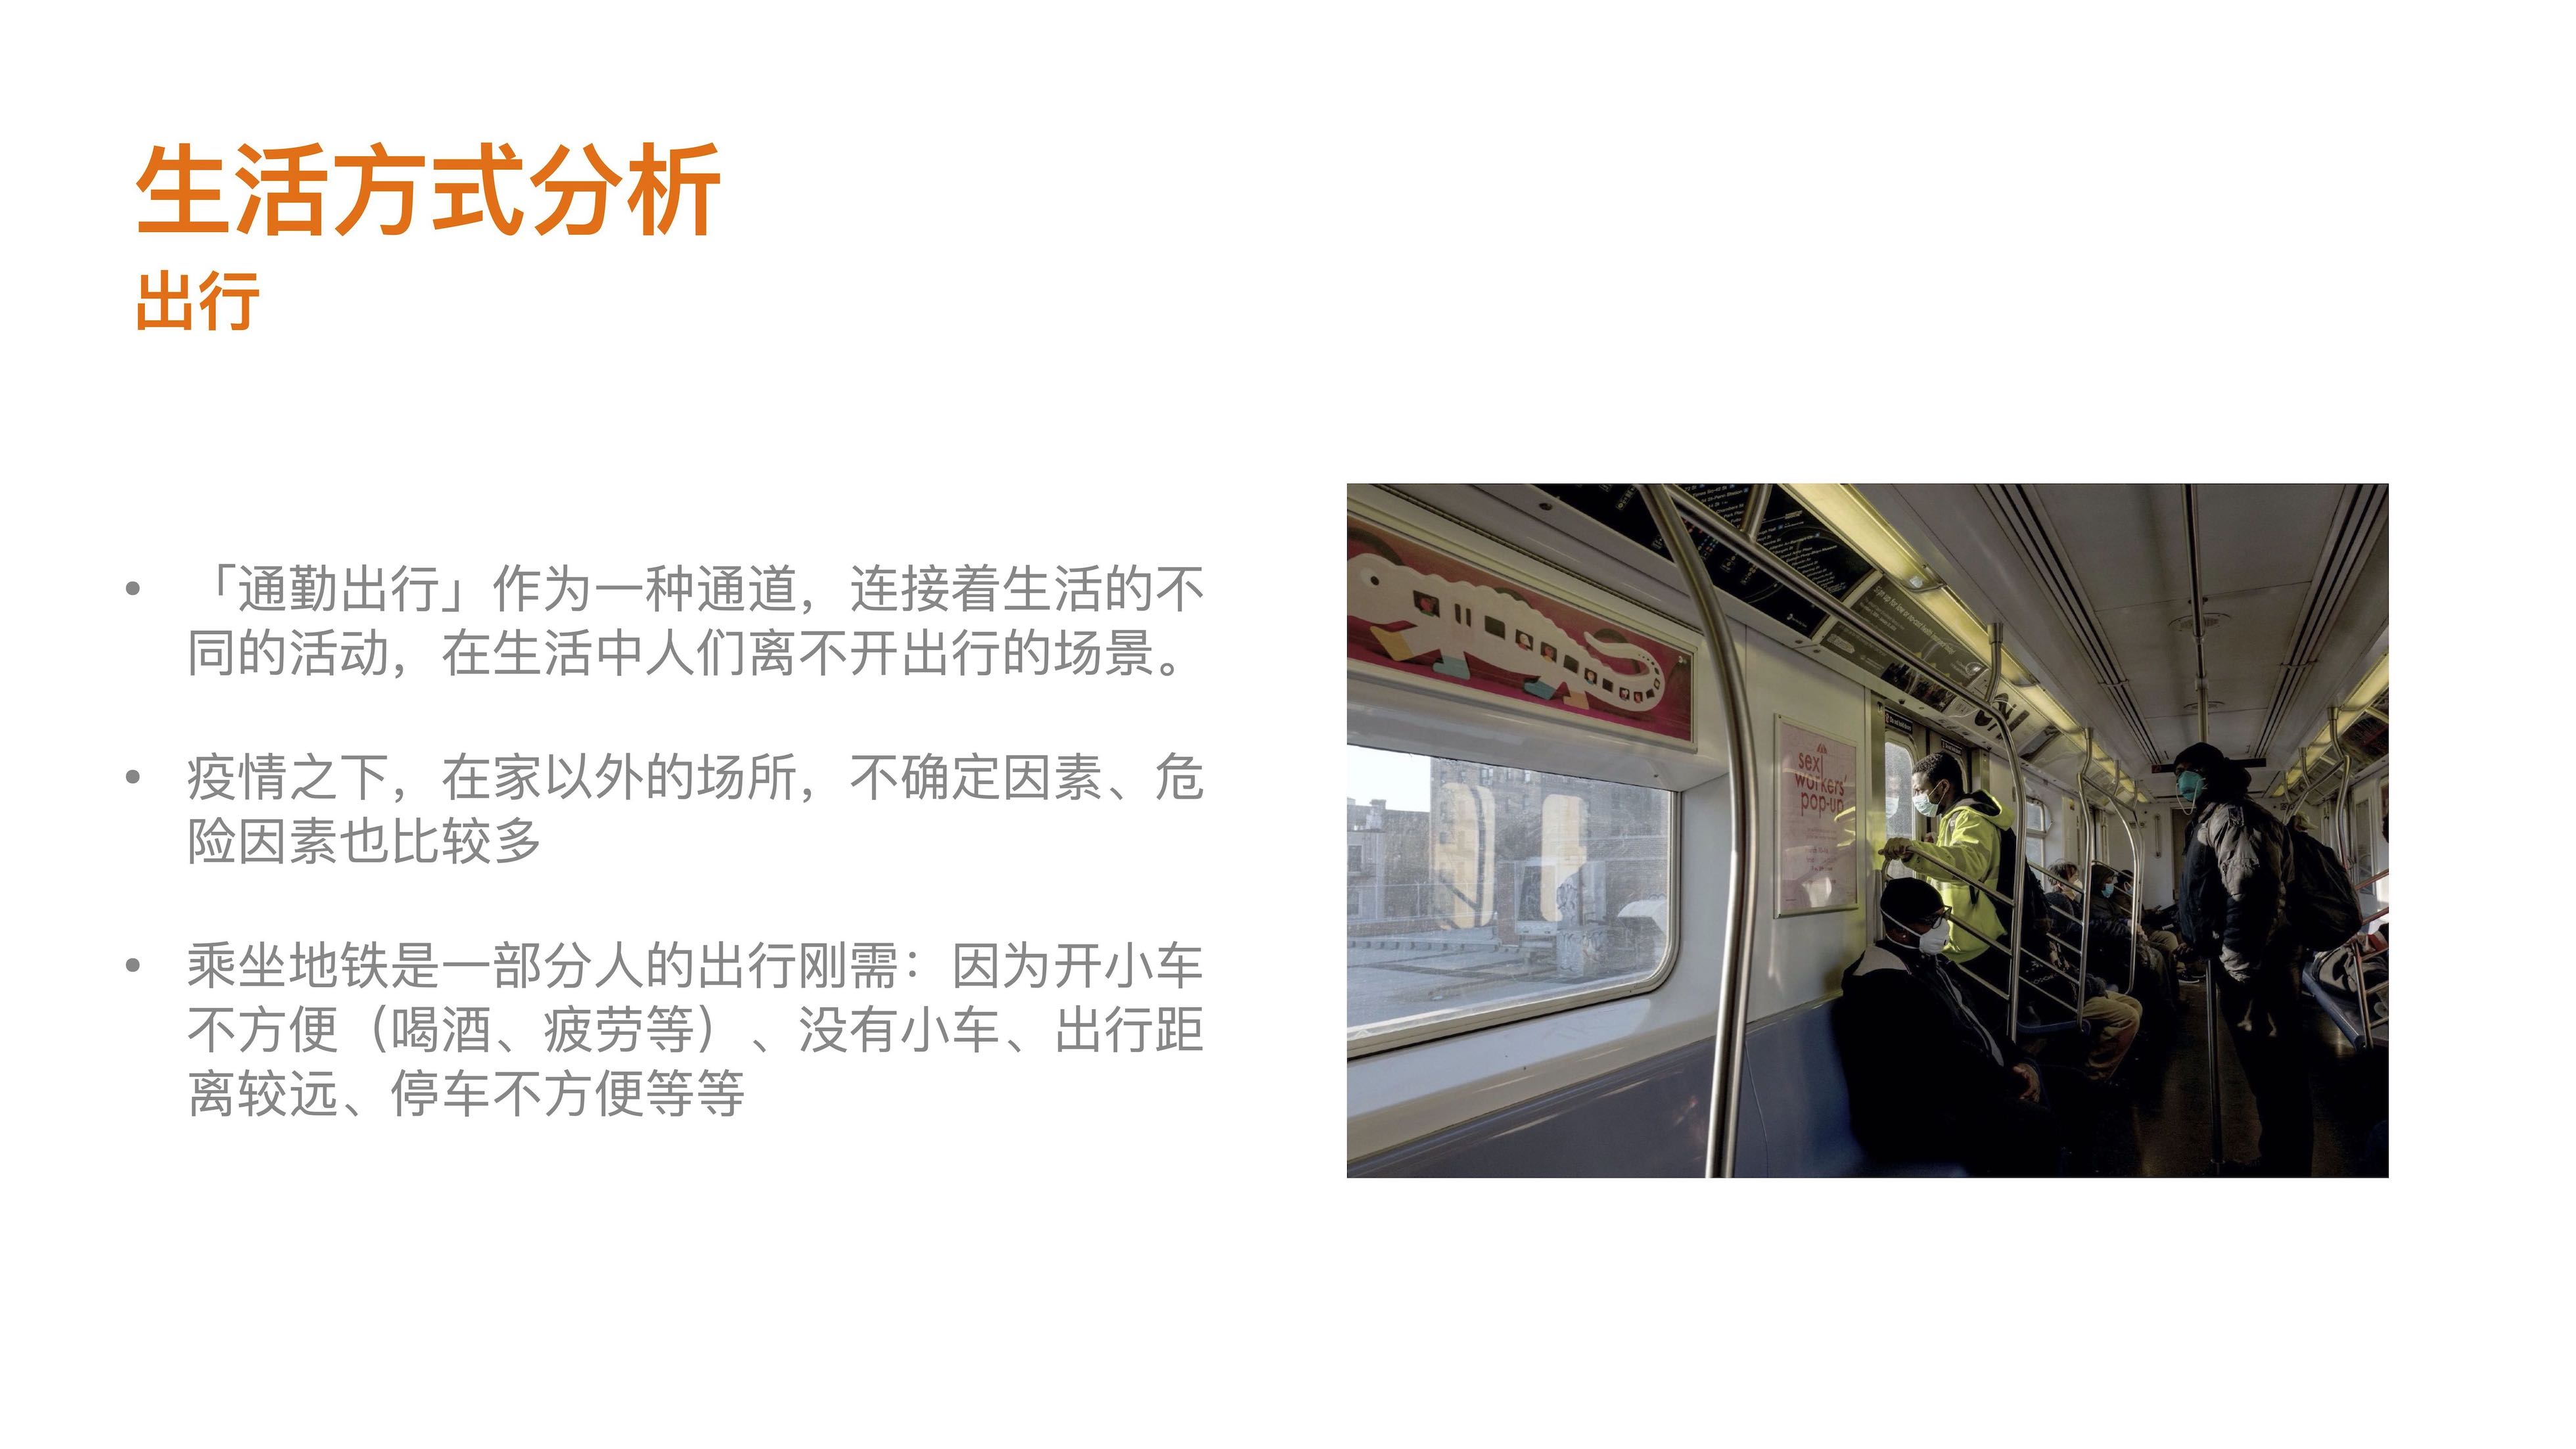 生活方式分析
出行
• 「通勤出行」作为一种通道，连接着生活的不
同的活动，在生活中人们离不开出行的场景。
• 疫情之下，在家以外的场所，不确定因素、危
险因素也比较多
• 乘坐地铁是一部分人的出行刚需：因为开小车
不方便（喝酒、疲劳等）、没有小车、出行距
离较远、停车不方便等等
sex
workers'
pop-up